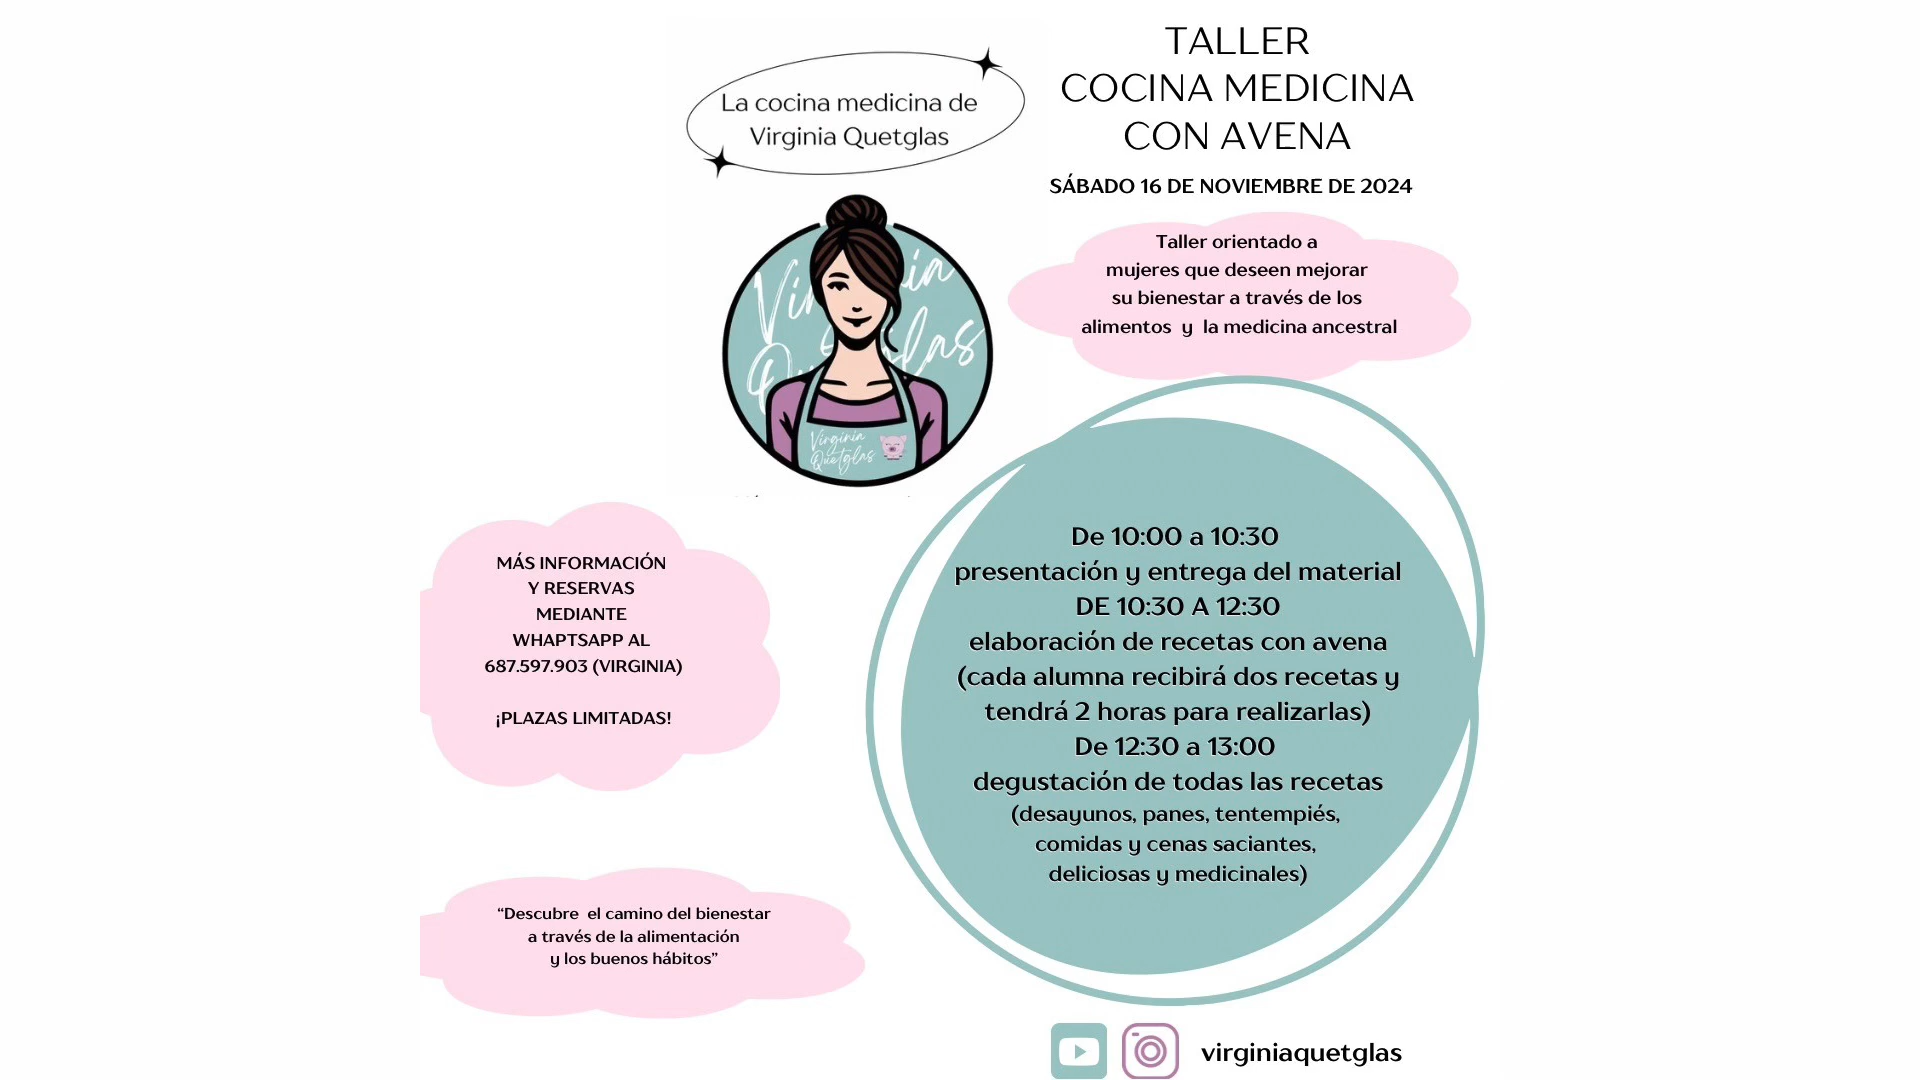 La cocina medicina de
Virginia Quetglas
TALLER
COCINA MEDICINA
CON AVENA
SÁBADO 16 DE NOVIEMBRE DE 2024
Taller orientado a
mujeres que deseen mejorar
su bienestar a través de los
alimentos y la medicina ancestral
Virginia
Quetglas
MÁS INFORMACIÓN
Y RESERVAS
MEDIANTE
WHAPTSAPP AL
687.597.903 (VIRGINIA)
¡PLAZAS LIMITADAS!
De 10:00 a 10:30
presentación y entrega del material
DE 10:30 A 12:30
elaboración de recetas con avena
(cada alumna recibirá dos recetas y
tendrá 2 horas para realizarlas)
De 12:30 a 13:00
degustación de todas las recetas
(desayunos, panes, tentempiés,
comidas y cenas saciantes,
deliciosas y medicinales)
“Descubre el camino del bienestar
a través de la alimentación
y los buenos hábitos”
virginiaquetglas